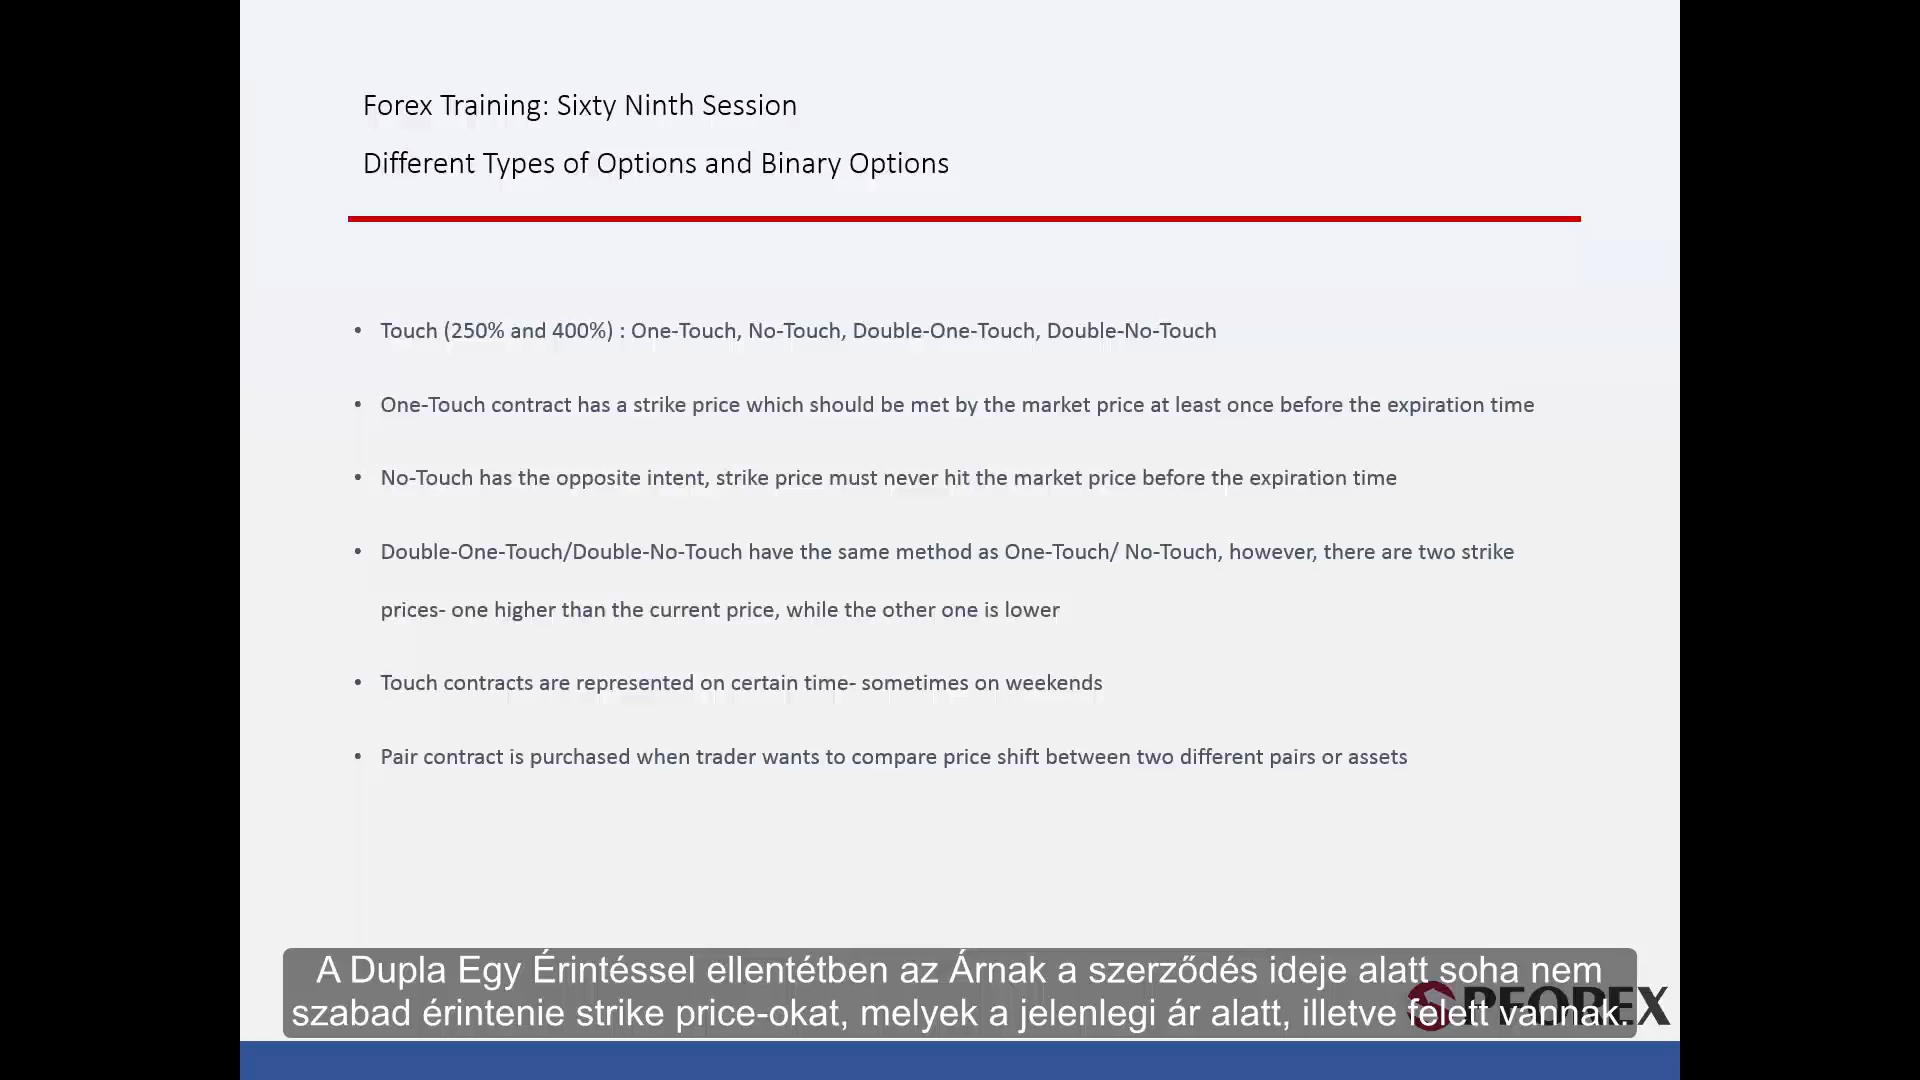 Forex Training: Sixty Ninth Session
Different Types of Options and Binary Options
• Touch (250% and 400%) : One-Touch, No-Touch, Double-One-Touch, Double-No-Touch
• One-Touch contract has a strike price which should be met by the market price at least once before the expiration time
• No-Touch has the opposite intent, strike price must never hit the market price before the expiration time
• Double-One-Touch/Double-No-Touch have the same method as One-Touch/ No-Touch, however, there are two strike
prices- one higher than the current price, while the other one is lower
• Touch contracts are represented on certain time- sometimes on weekends
• Pair contract is purchased when trader wants to compare price shift between two different pairs or assets
A Dupla Egy Érintéssel ellentétben az Árnak a szerződés ideje alatt soha nem
szabad érintenie strike price-okat, melyek a jelenlegi ár alatt, illetve felett vannak.